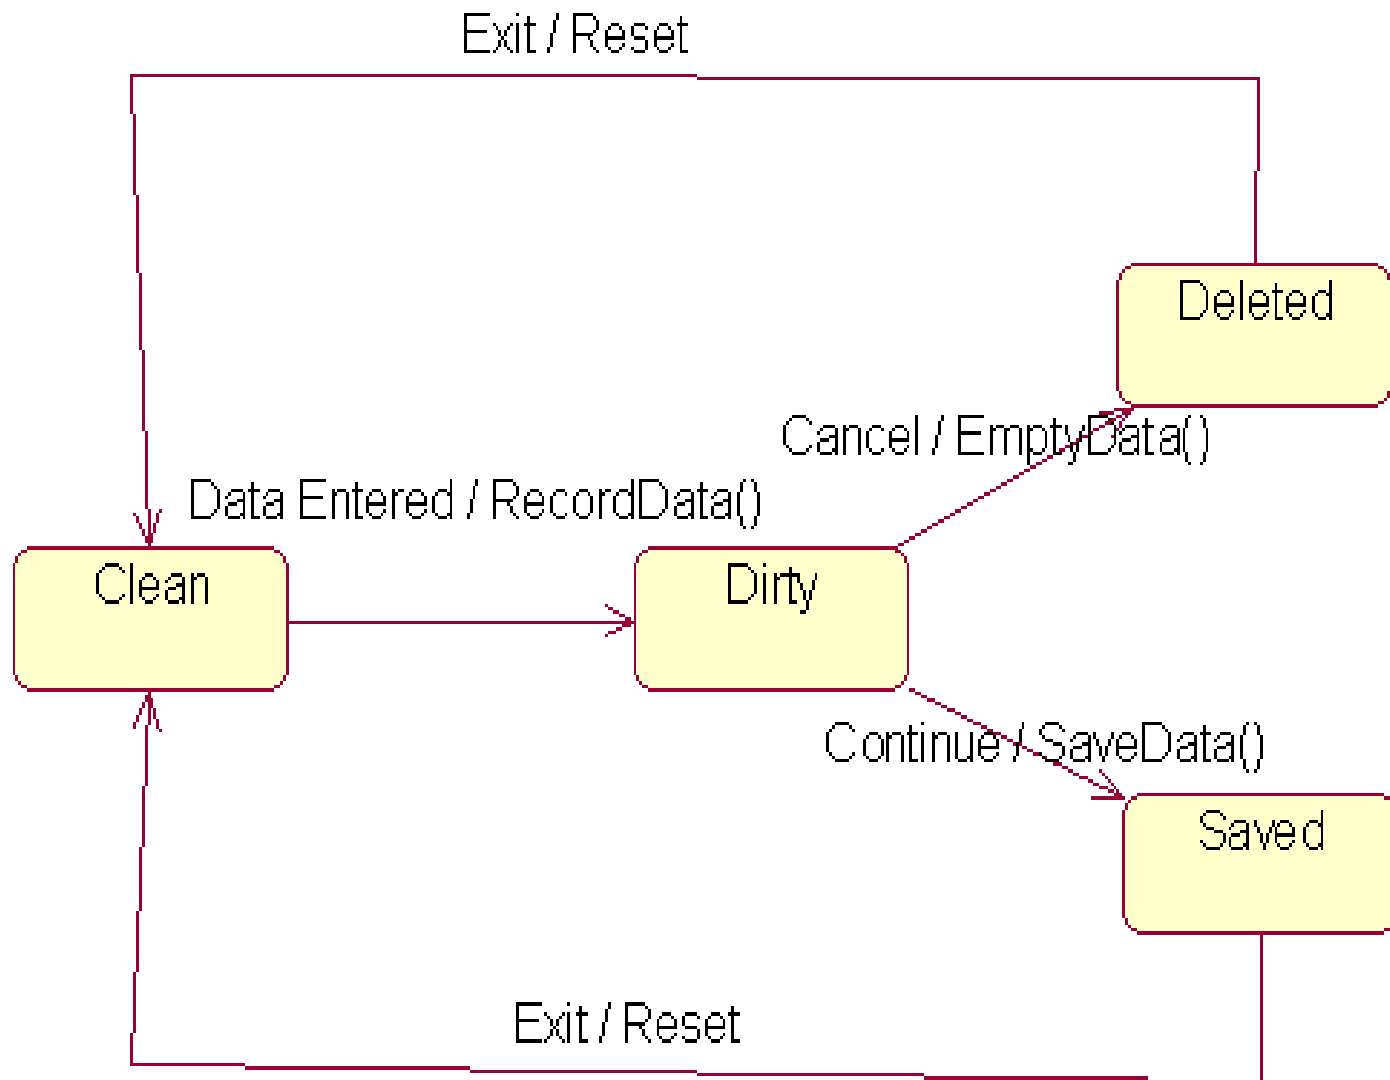 Exit / Reset
Deleted
Cancel / EmptyData()
Data Entered / RecordData()
Clean
Dirty
Continue / SaveData()
Saved
Exit / Reset